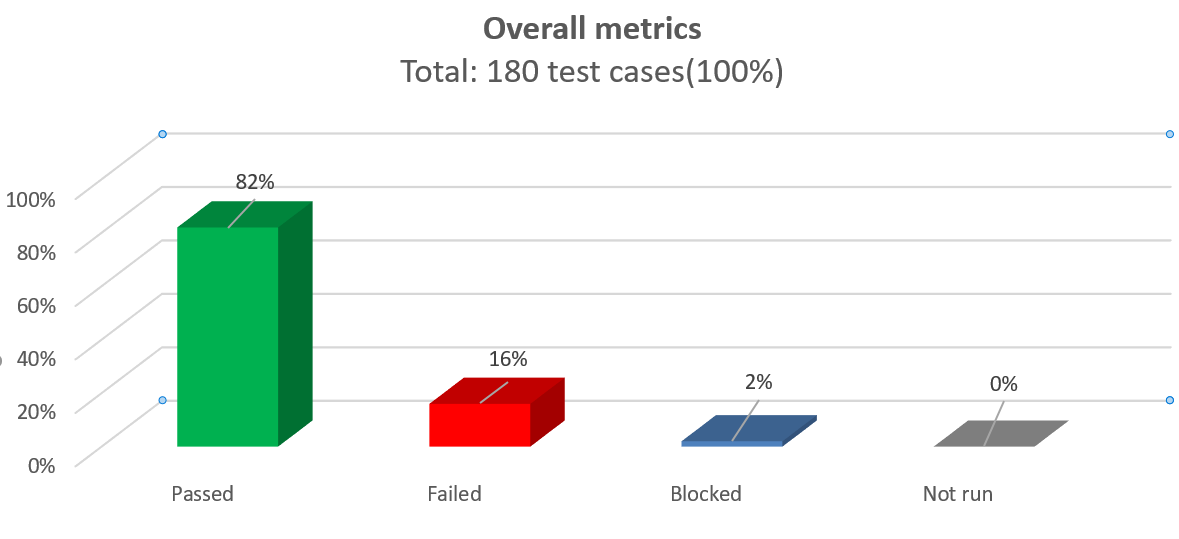 Overall metrics
Total: 180 test cases(100%)
82%
100%
80%
60%
40%
20%
0%
16%
2%
0%
Passed
Failed
Blocked
Not run